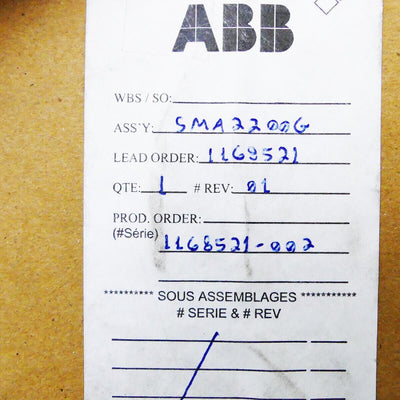 ABB
WBS / SO:
ASS'Y: SMA2200G
LEAD ORDER: 1168521
QTE: 1 # REV: 01
PROD. ORDER:
(#Série) 1168521-002
********** SOUS ASSEMBLAGES ***********
# SERIE & # REV